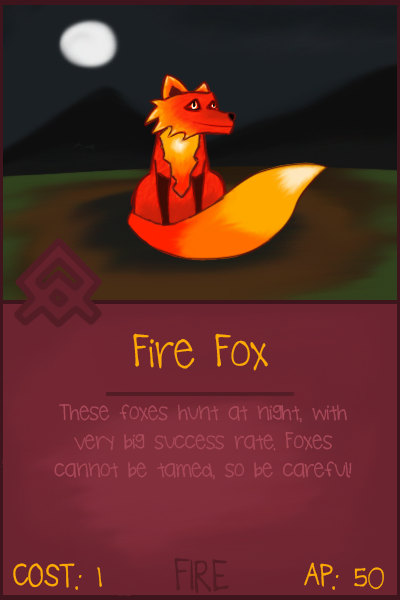 Fire Fox
These foxes hunt at night, with
very big success rate. Foxes
cannot be tamed, so be careful!
COST: 1
FIRE
AP: 50